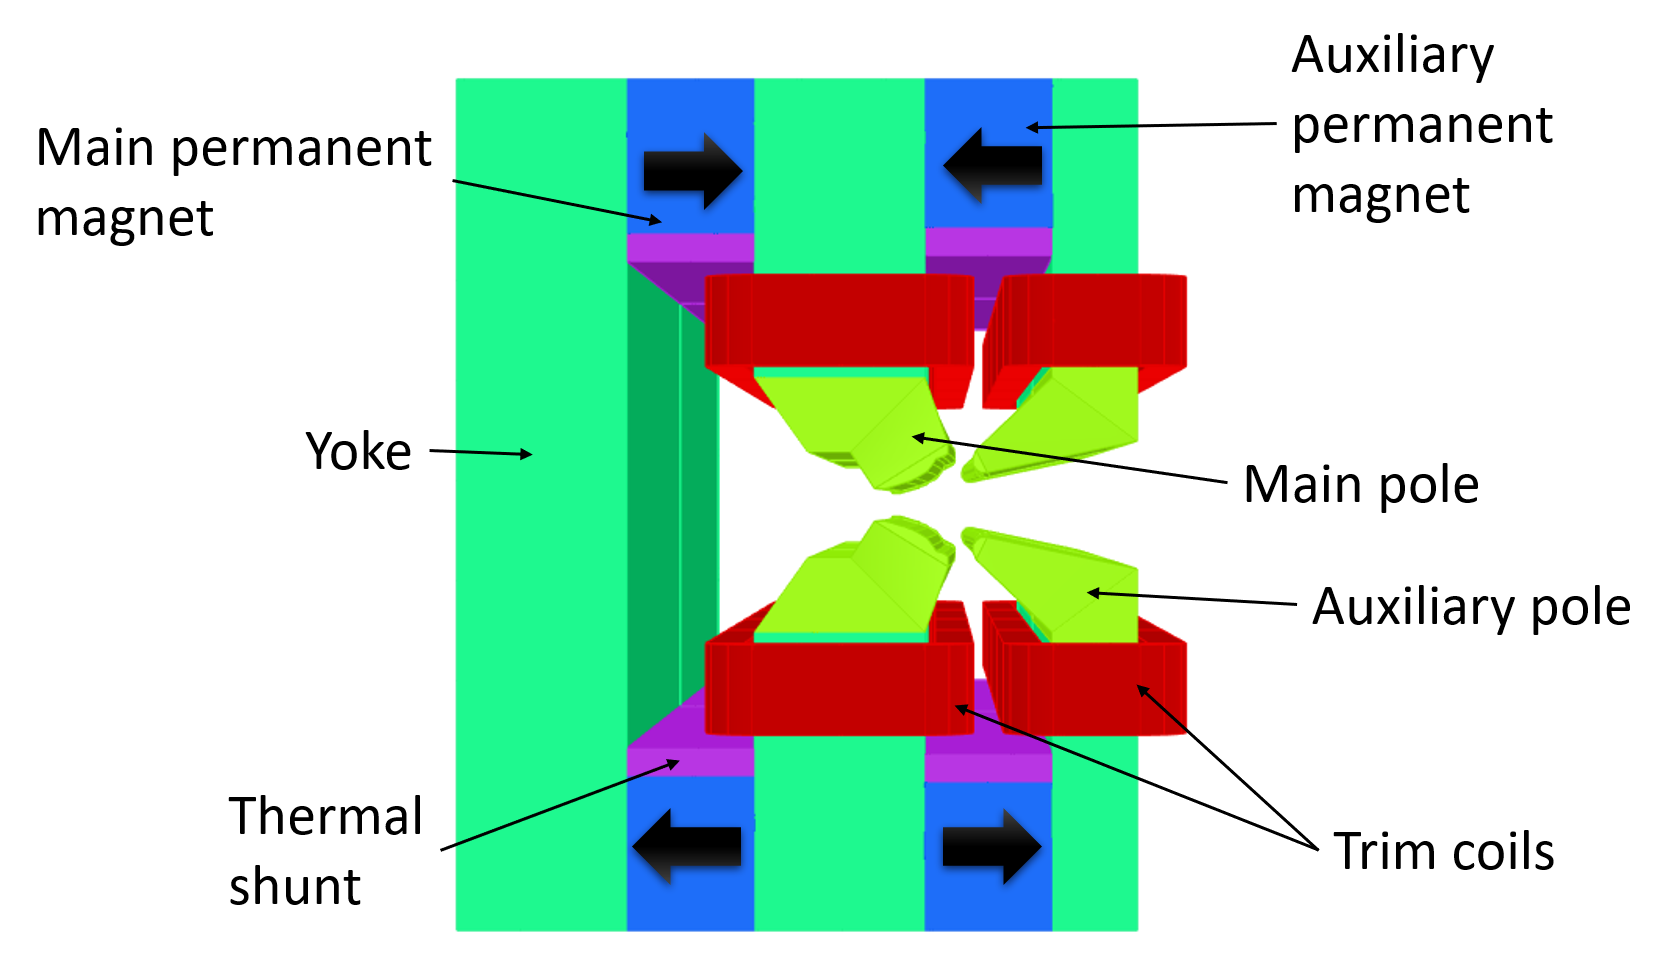 Auxiliary
permanent
magnet
Main permanent
magnet
Yoke
Main pole
Auxiliary pole
Thermal
shunt
Trim coils